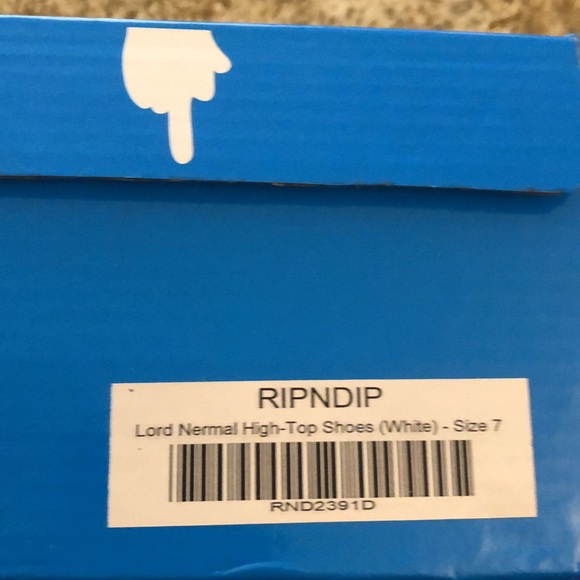 RIPNDIP
Lord Nermal High-Top Shoes (White) - Size 7
RND2391D